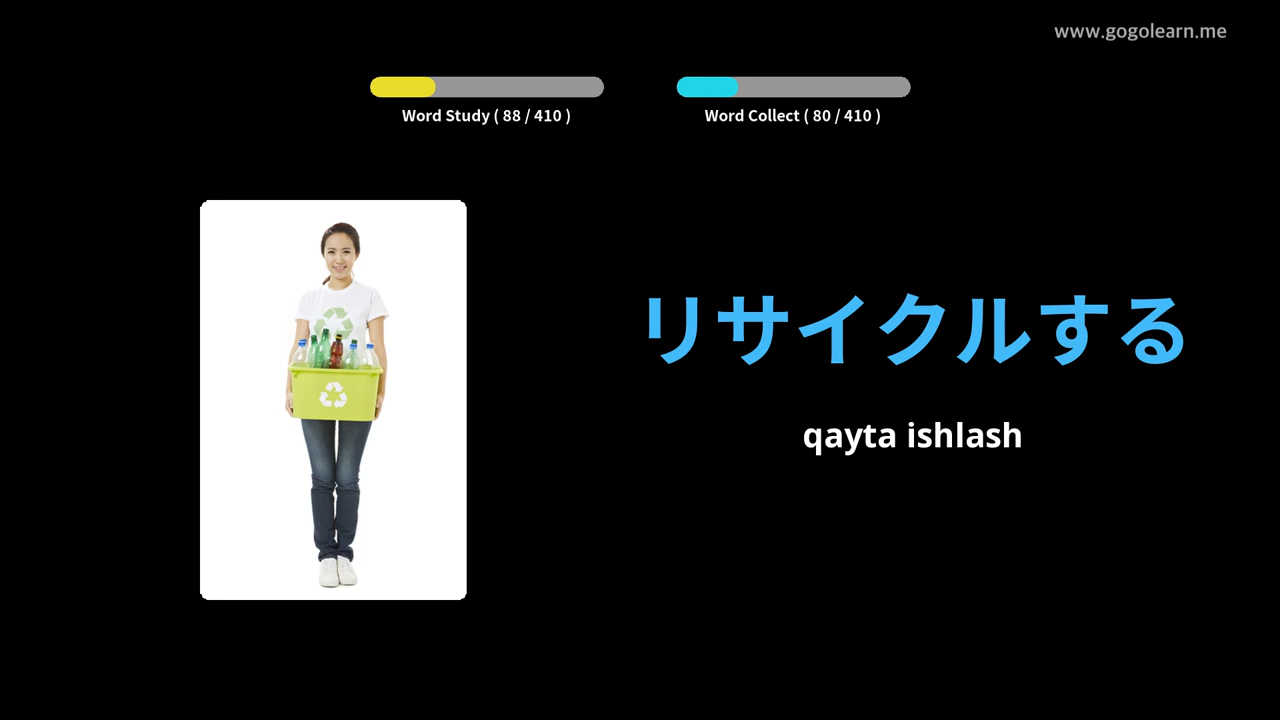 www.gogolearn.me
Word Study ( 88 / 410 )
Word Collect ( 80 / 410 )
リサイクルする
qayta ishlash